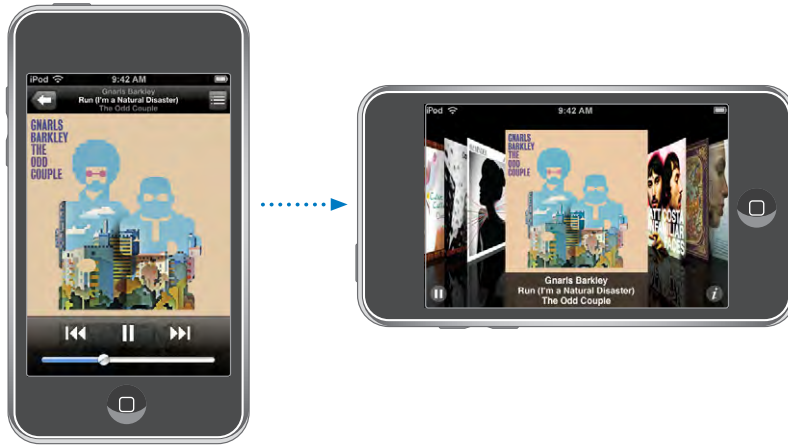 iPod 9:42 AM
Gnarls Barkley
Run (I'm a Natural Disaster)
The Odd Couple
GNARLS
BARKLEY
THE
ODD
COUPLE
iPod 9:42 AM
GNARLS
BARKLEY
THE
ODD
COUPLE
Gnarls Barkley
Run (I'm a Natural Disaster)
The Odd Couple
i